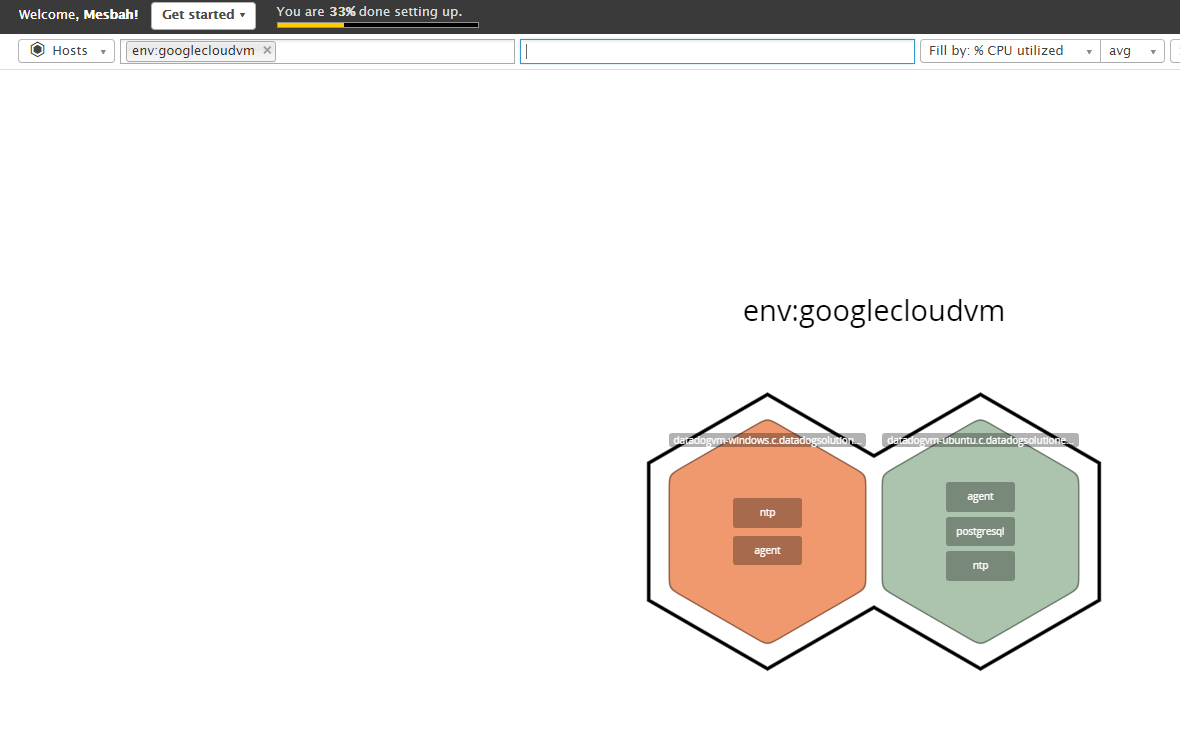 Welcome, Mesbah!
Get started
You are 33% done setting up.
Hosts
env:googlecloudvm ×
Fill by: % CPU utilized
avg
env:googlecloudvm
datadogvm-windows.c.datadogsolution...
datadogvm-ubuntu.c.datadogsolutione...
ntp
agent
agent
postgresql
ntp